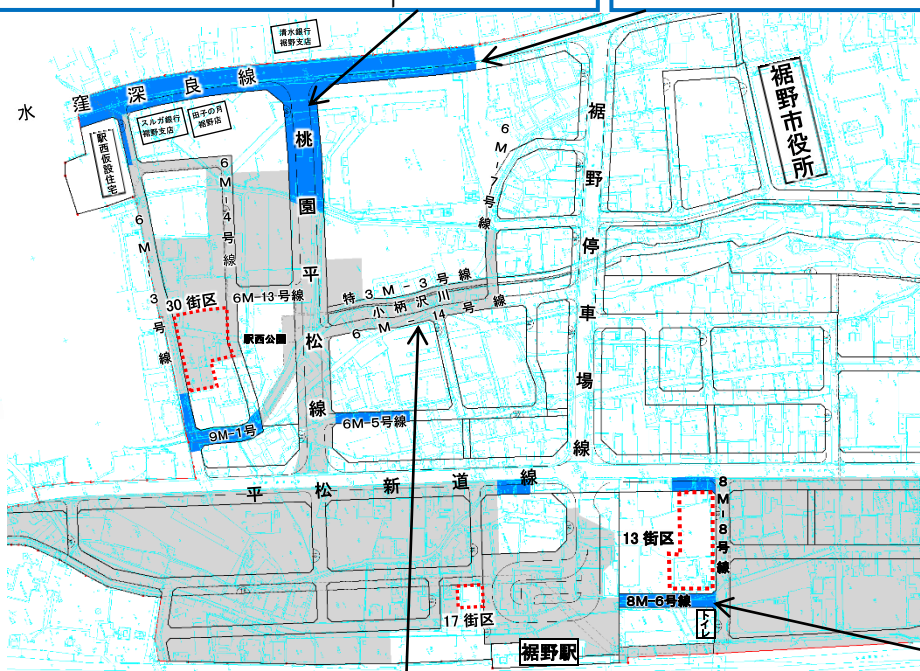 清水銀行
裾野支店
水窪深良線
スルガ銀行
裾野支店
田子の月
裾野店
駅西仮設住宅
桃園平松線
裾野停車場線
裾野市役所
6M-7号線
6M-4号線
6M-3号線
30街区
6M-13号線
駅西公園
特3M-3号線
小柄沢川
6M-14号線
9M-1号
6M-5号線
平松新道線
13街区
8M-8号線
8M-6号線
トイレ
17街区
裾野駅